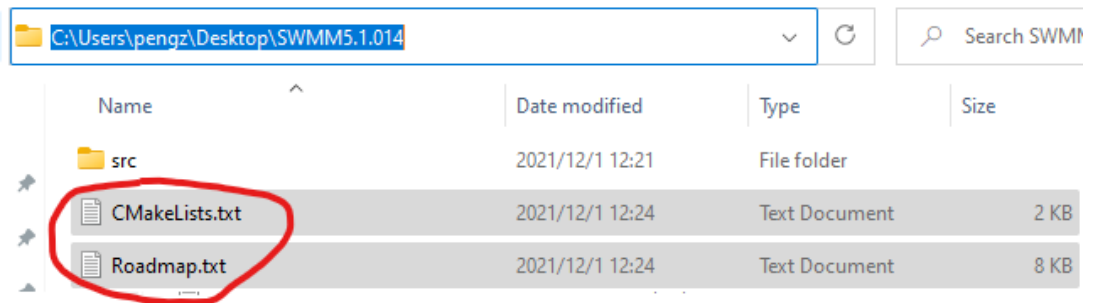 C:\Users\pengz\Desktop\SWMM5.1.014 Search SWMM
Name Date modified Type Size
src 2021/12/1 12:21 File folder
CMakeLists.txt 2021/12/1 12:24 Text Document 2 KB
Roadmap.txt 2021/12/1 12:24 Text Document 8 KB